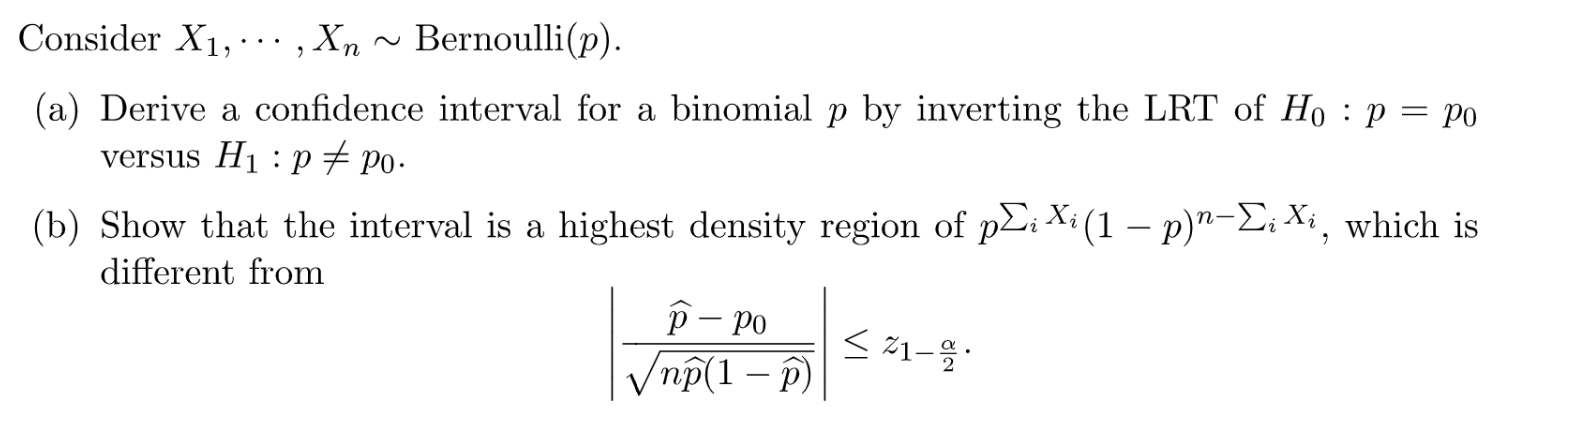 Consider $X_1, \cdots, X_n \sim \text{Bernoulli}(p)$.
(a) Derive a confidence interval for a binomial $p$ by inverting the LRT of $H_0 : p = p_0$
versus $H_1 : p \neq p_0$.
(b) Show that the interval is a highest density region of $p^{\sum_i X_i}(1-p)^{n-\sum_i X_i}$, which is
different from
$\left| \frac{\widehat{p} - p_0}{\sqrt{n\widehat{p}(1-\widehat{p})}} \right| \leq z_{1-\frac{\alpha}{2}}.$